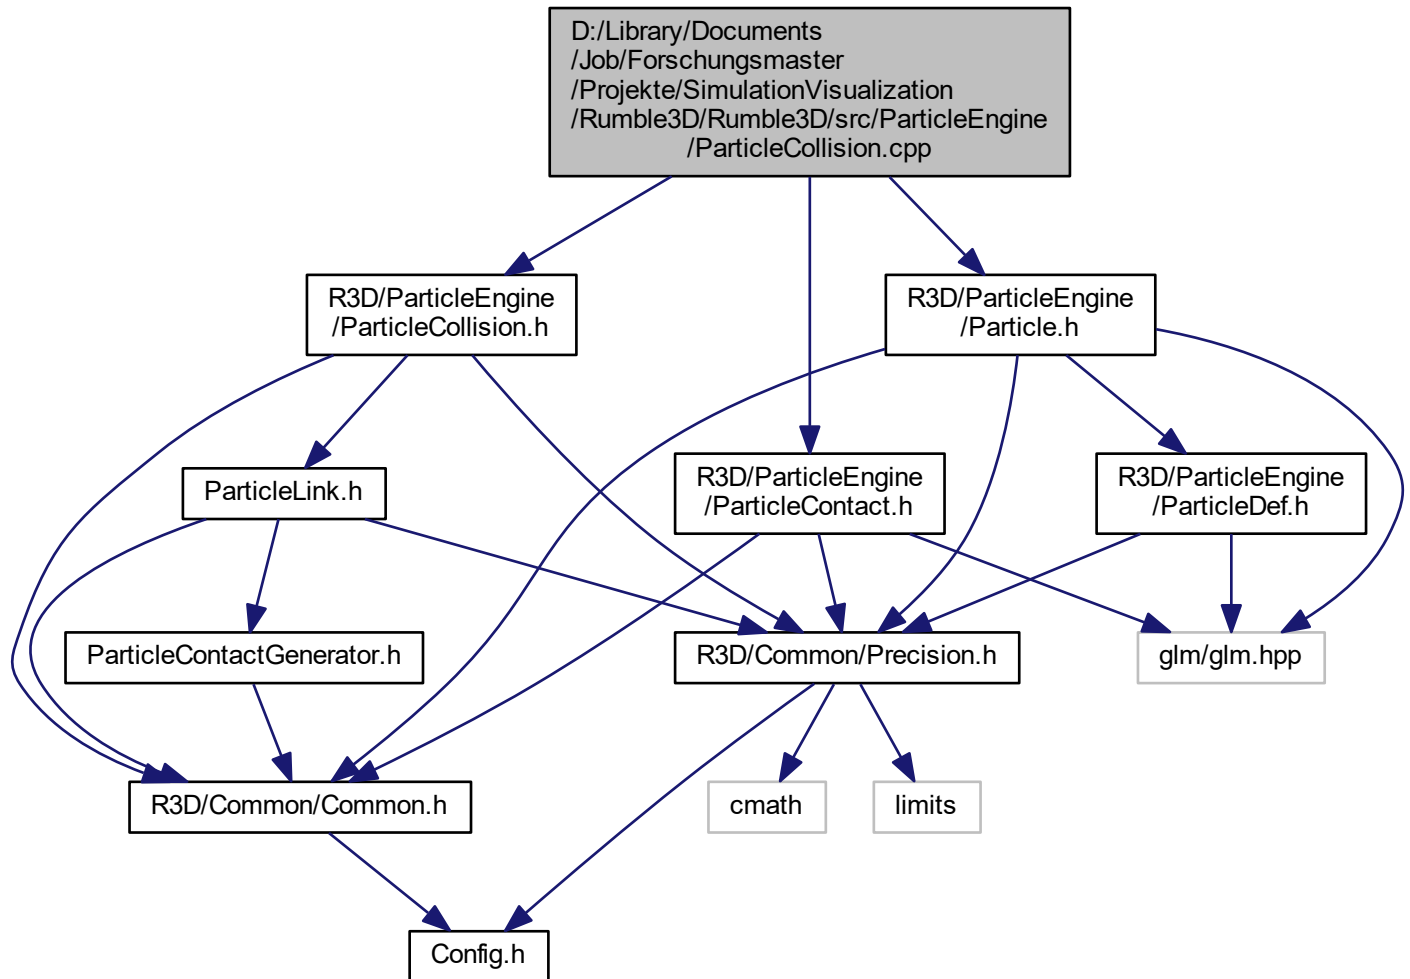 D:/Library/Documents
/Job/Forschungsmaster
/Projekte/SimulationVisualization
/Rumble3D/Rumble3D/src/ParticleEngine
/ParticleCollision.cpp
R3D/ParticleEngine
/ParticleCollision.h
R3D/ParticleEngine
/Particle.h
ParticleLink.h
R3D/ParticleEngine
/ParticleContact.h
R3D/ParticleEngine
/ParticleDef.h
ParticleContactGenerator.h
R3D/Common/Precision.h
glm/glm.hpp
R3D/Common/Common.h
cmath
limits
Config.h